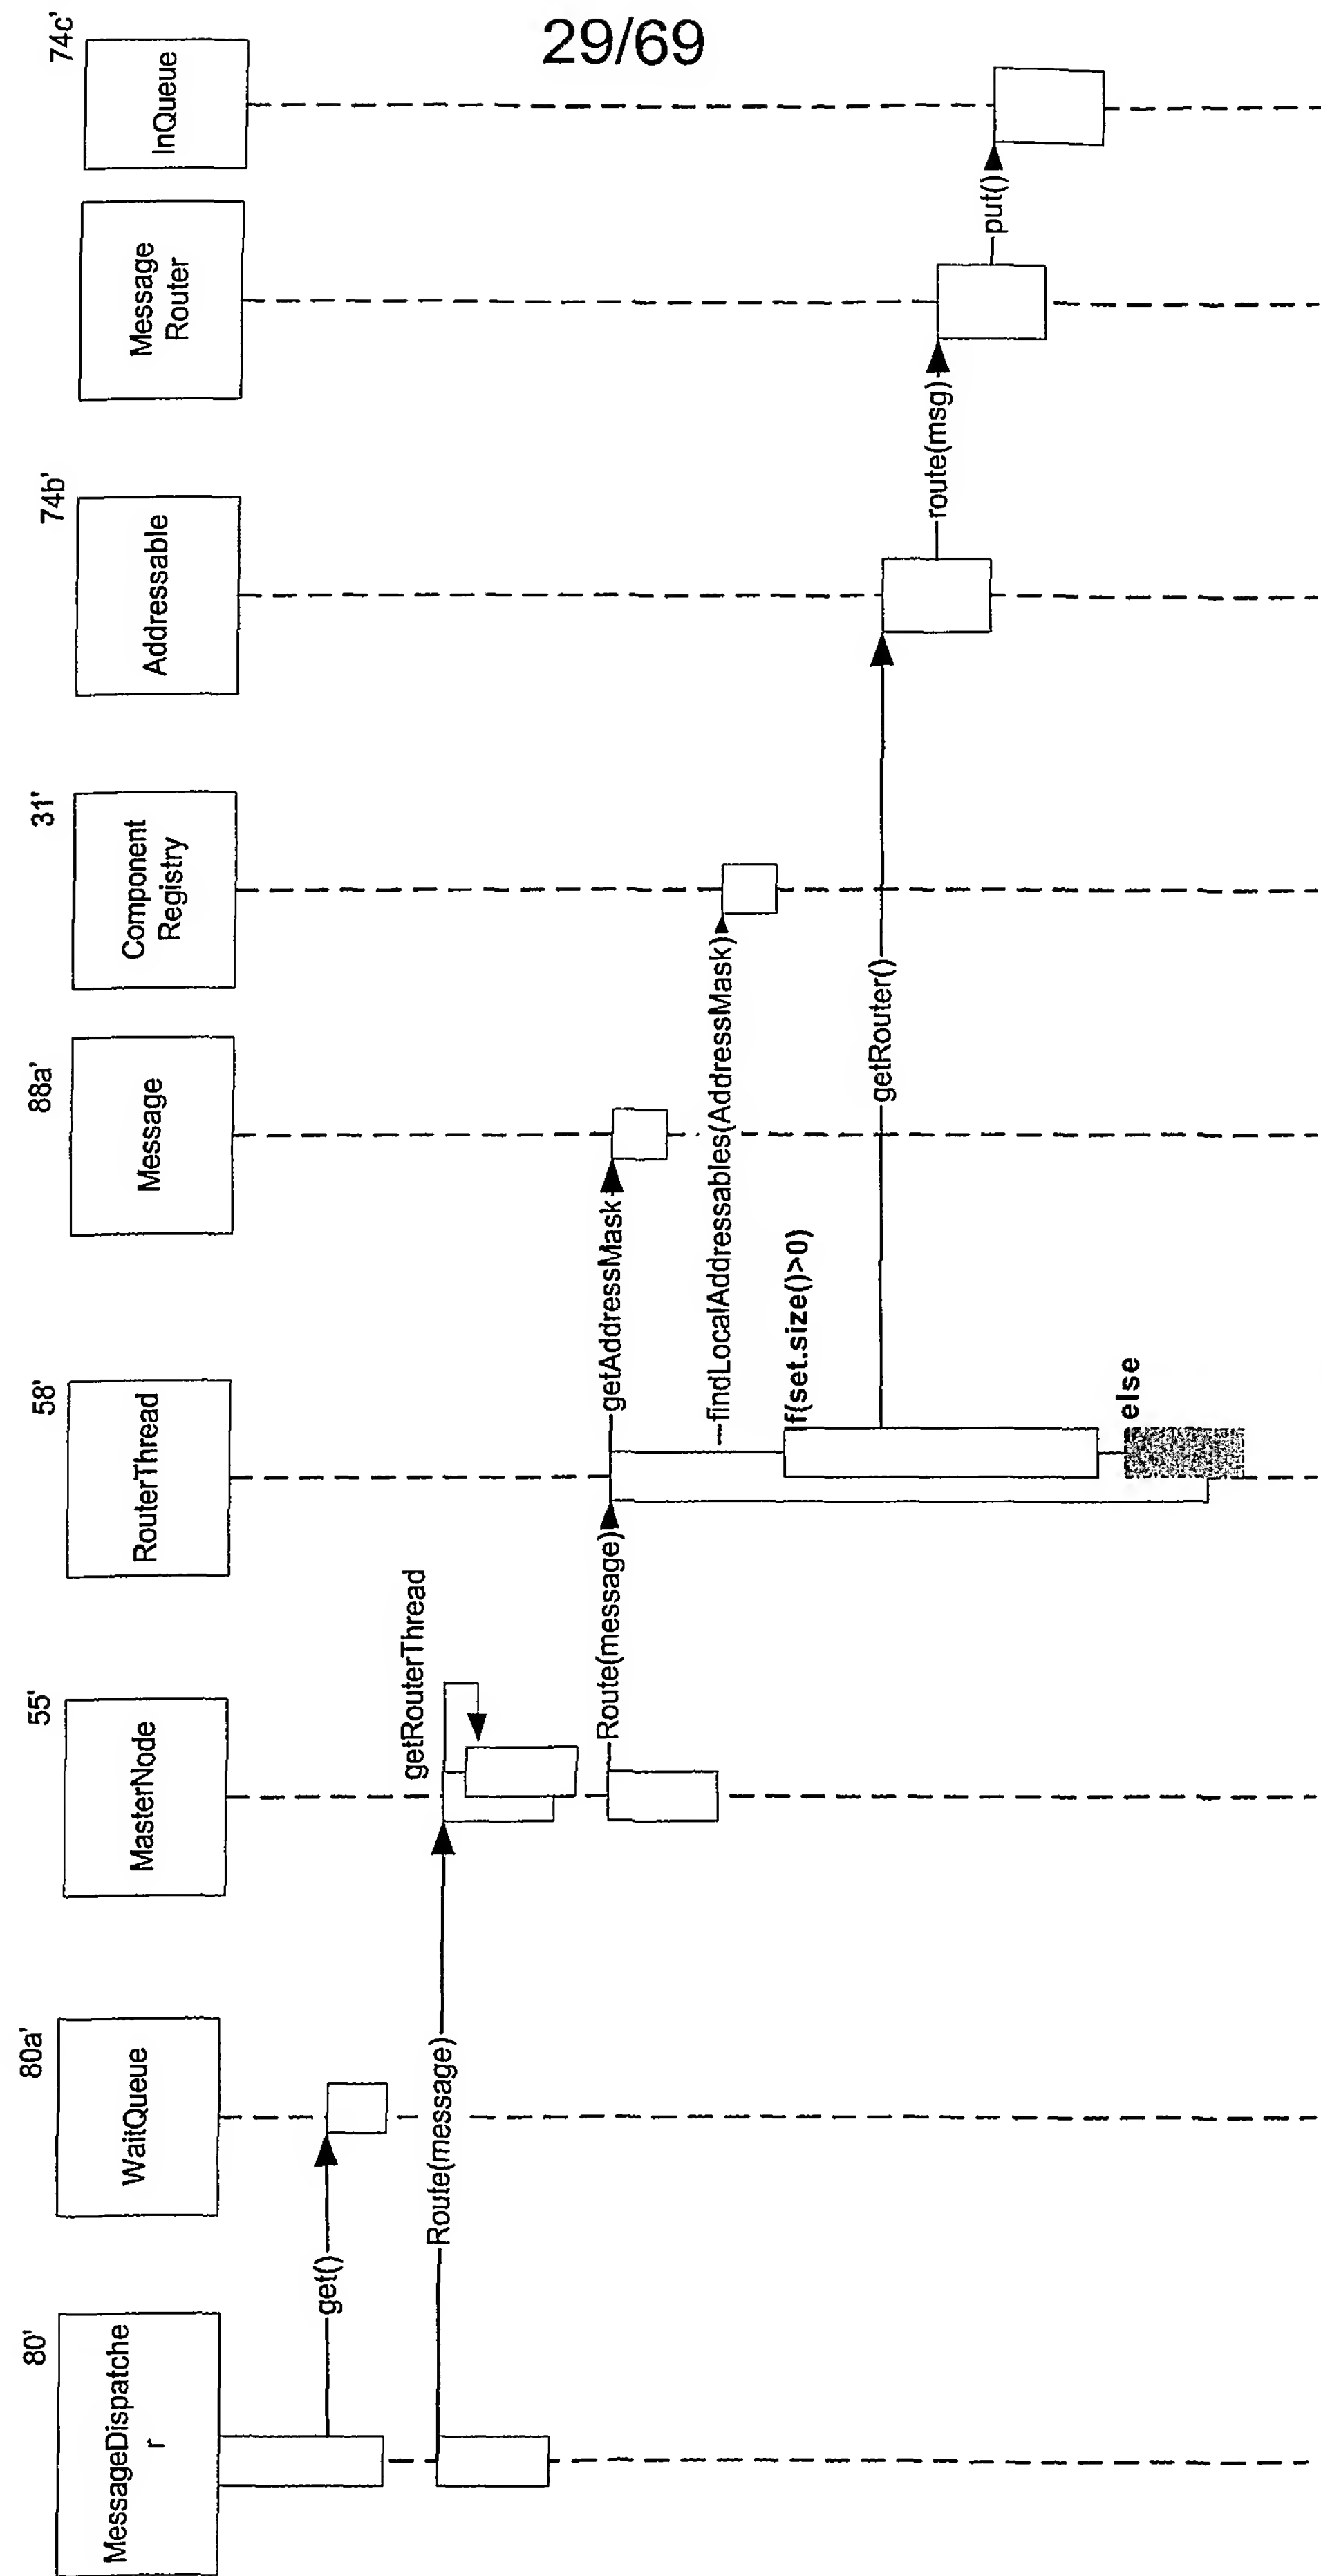 29/69
80'
80a'
55'
58'
88a'
31'
74b'
74c'
MessageDispatche
r
WaitQueue
MasterNode
RouterThread
Message
Component
Registry
Addressable
Message
Router
InQueue
get()
Route(message)
getRouterThread
Route(message)
getAddressMask
findLocalAddressables(AddressMask)
If(set.size()>0)
getRouter()
route(msg)
put()
else